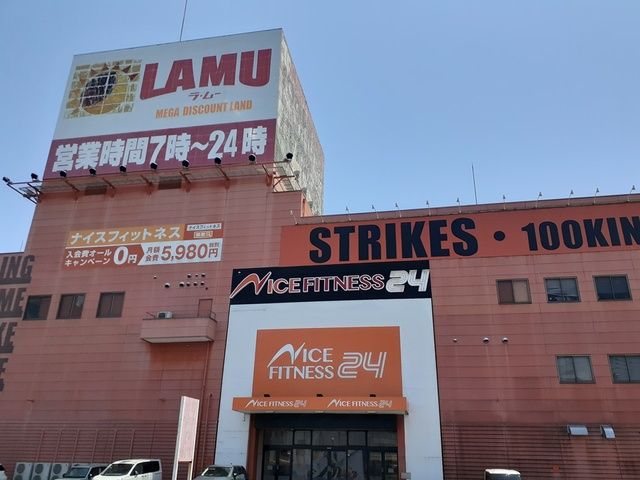 LAMU
ラ・ムー
MEGA DISCOUNT LAND
営業時間7時~24時
ナイスフィットネス
入会費オール
キャンペーン
0円
月額
会費
5,980円
税別
STRIKES・100KIN
NICE FITNESS 24
NICE
FITNESS 24
NICE FITNESS 24
NICE FITNESS 24